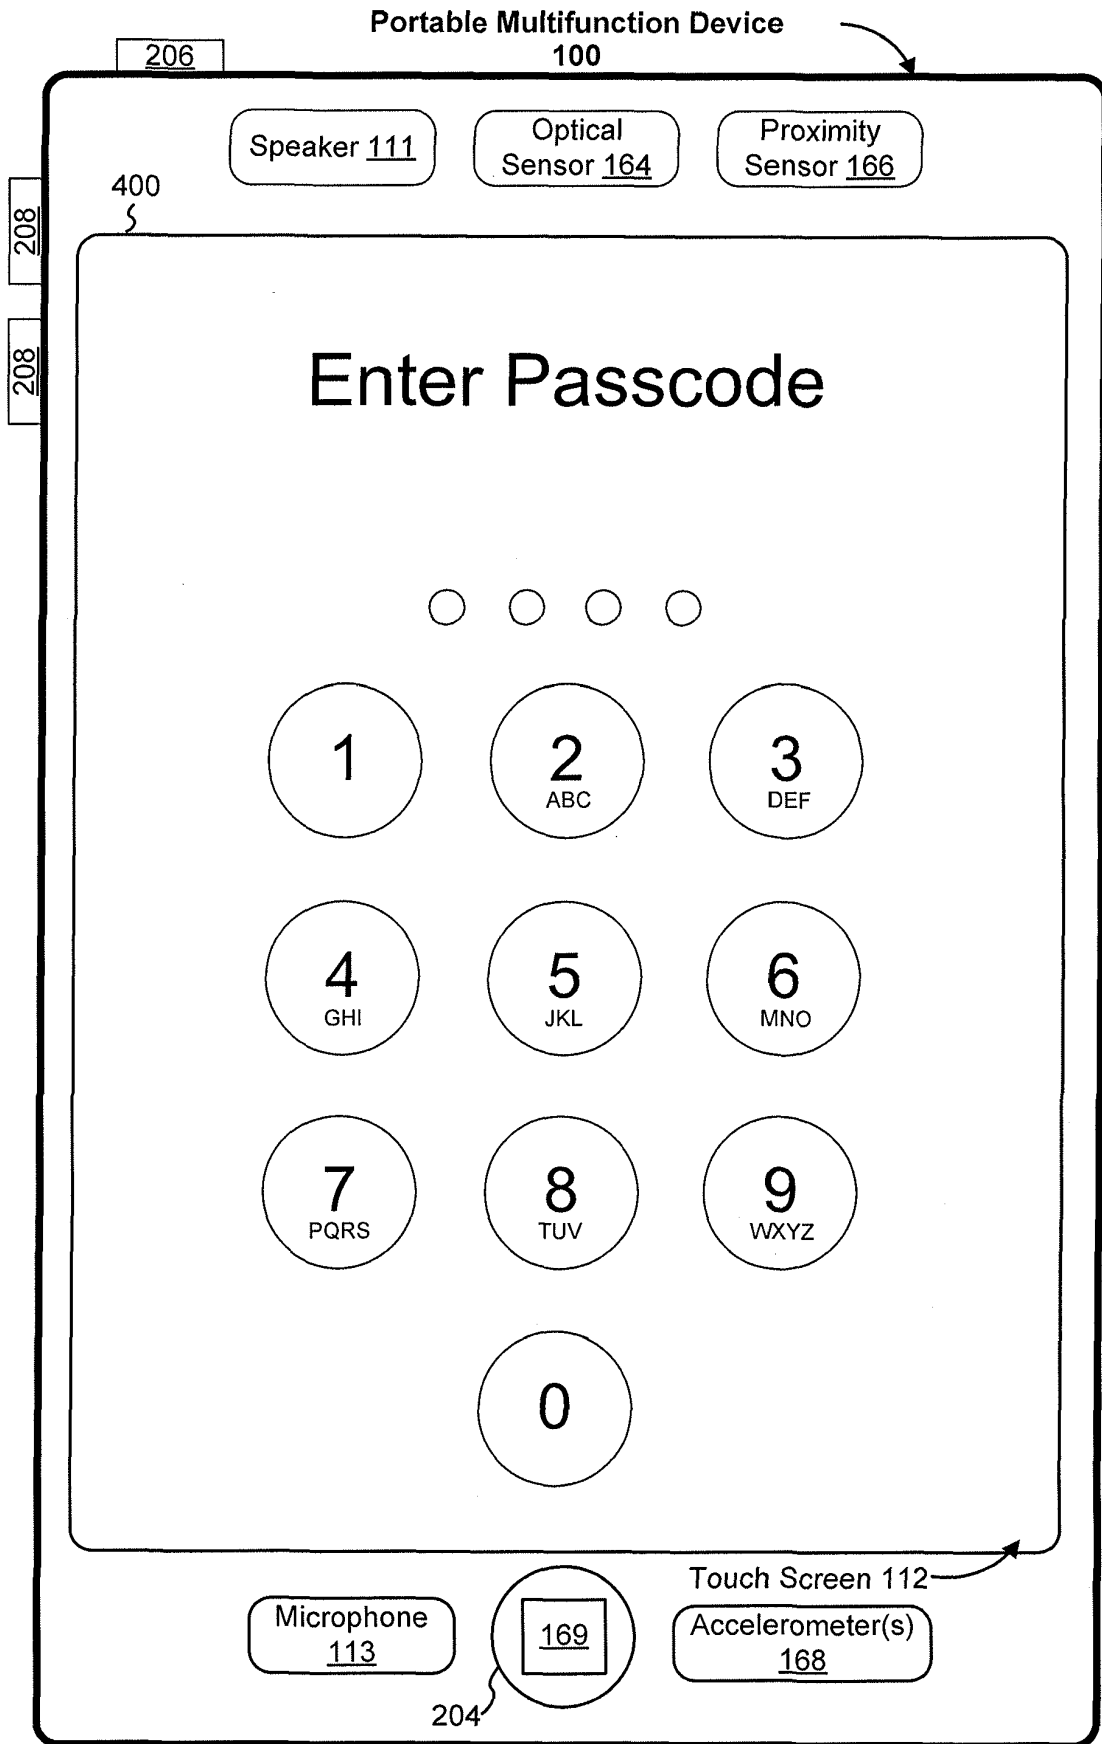 Portable Multifunction Device
100
206
Speaker 111
Optical
Sensor 164
Proximity
Sensor 166
400
208
208
Enter Passcode
1
2
ABC
3
DEF
4
GHI
5
JKL
6
MNO
7
PQRS
8
TUV
9
WXYZ
0
Touch Screen 112
Microphone
113
169
Accelerometer(s)
168
204